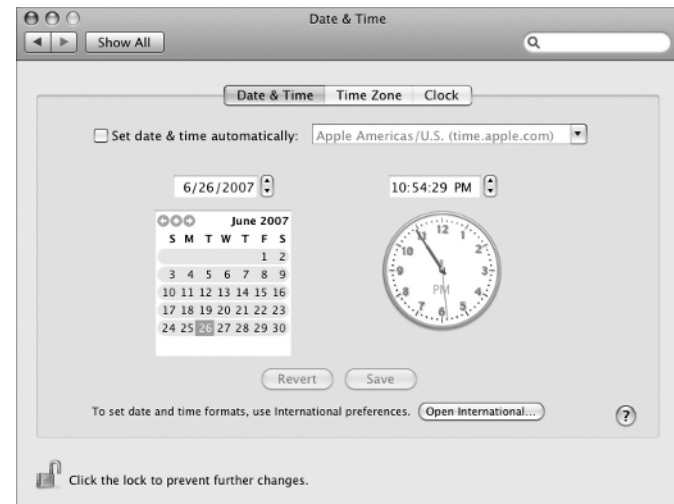 Date & Time
Show All
Date & Time Time Zone Clock
Set date & time automatically: Apple Americas/U.S. (time.apple.com)
6/26/2007 10:54:29 PM
June 2007
S M T W T F S
1 2
3 4 5 6 7 8 9
10 11 12 13 14 15 16
17 18 19 20 21 22 23
24 25 26 27 28 29 30
12 1 2 3 4 5 6 7 8 9 10 11
PM
Revert Save
To set date and time formats, use International preferences. Open International... ?
Click the lock to prevent further changes.